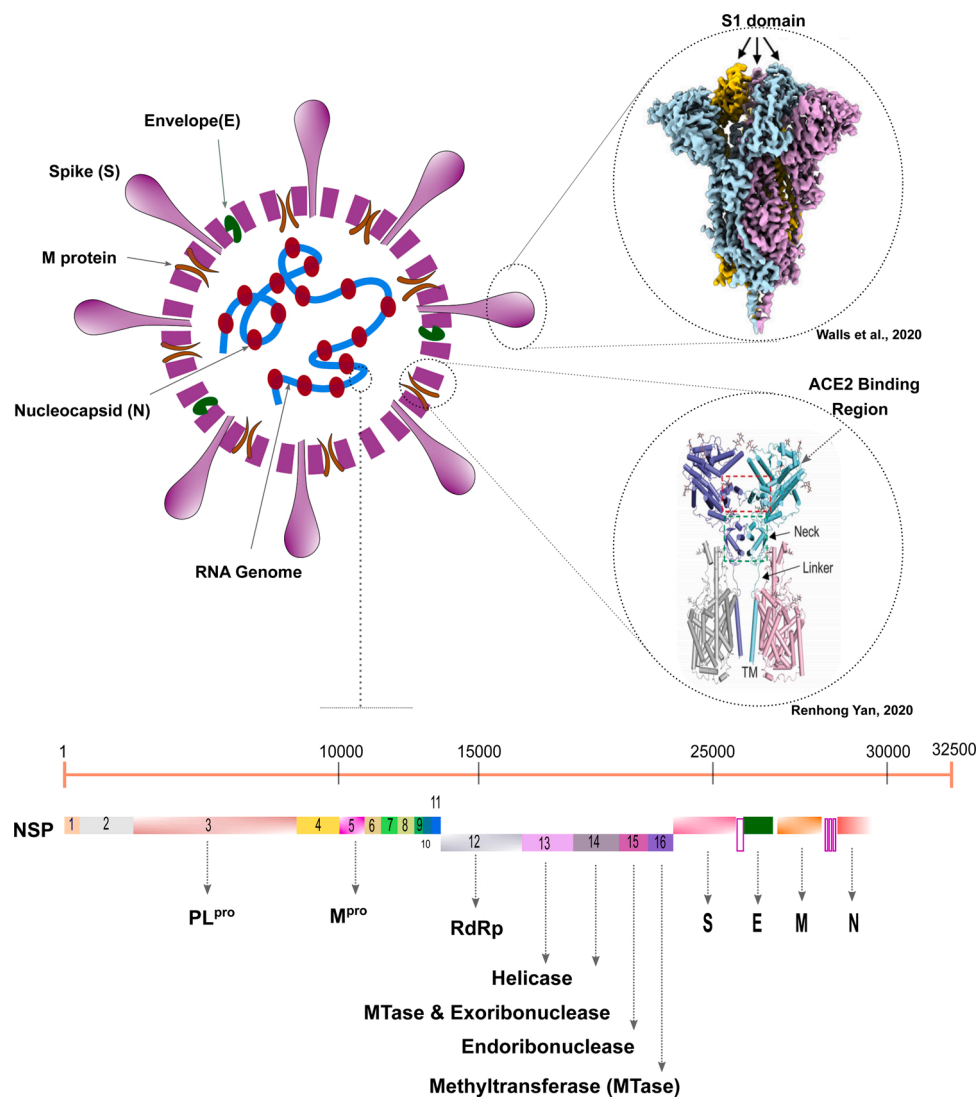 S1 domain
Envelope(E)
Spike (S)
M protein
Nucleocapsid (N)
RNA Genome
Walls et al., 2020
ACE2 Binding
Region
Neck
Linker
TM
Renhong Yan, 2020
1 10000 15000 25000 30000 32500
NSP 1 2 3 4 5 6 7 8 9 10 11 12 13 14 15 16
PLpro
Mpro
RdRp
S E M N
Helicase
MTase & Exoribonuclease
Endoribonuclease
Methyltransferase (MTase)